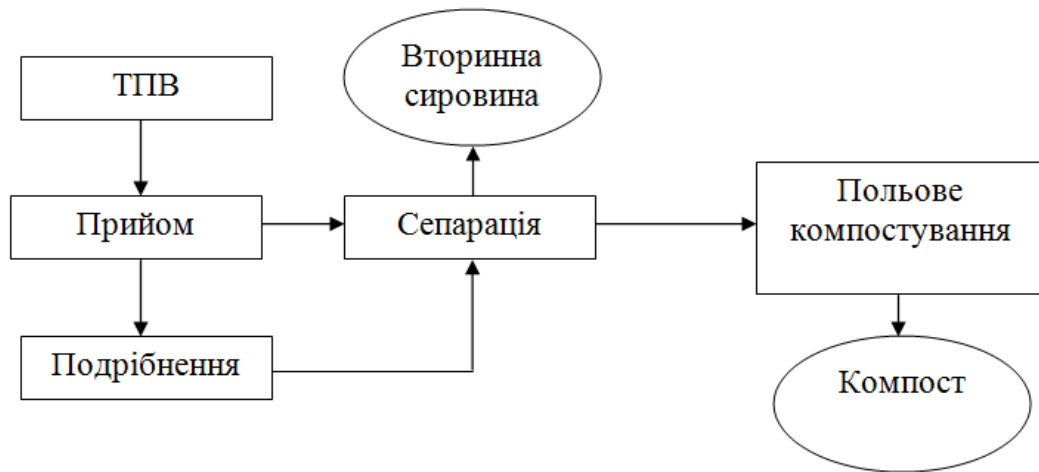 ТПВ
Вторинна
сировина
Прийом
Сепарація
Польове
компостування
Подрібнення
Компост